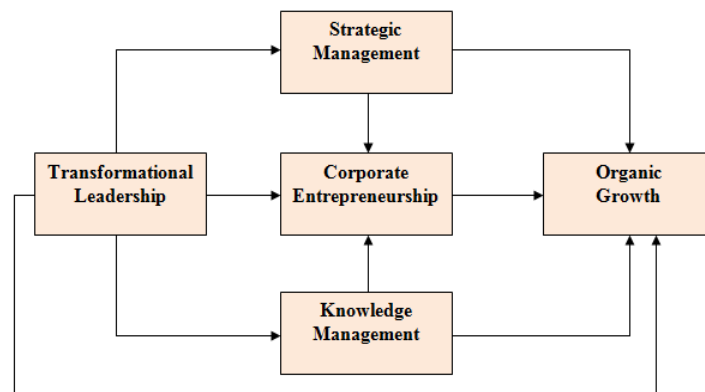 Strategic
Management
Transformational
Leadership
Corporate
Entrepreneurship
Organic
Growth
Knowledge
Management